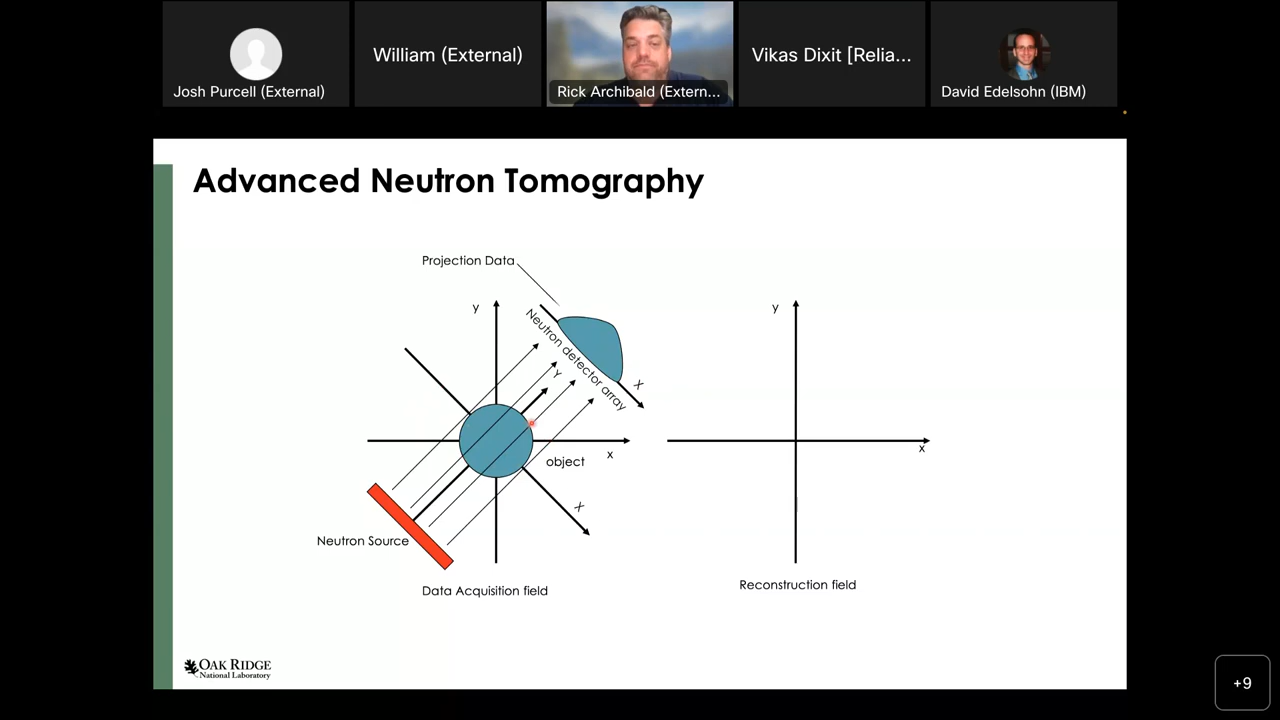 Josh Purcell (External)
William (External)
Rick Archibald (Extern...
Vikas Dixit [Relia...
David Edelsohn (IBM)
Advanced Neutron Tomography
Projection Data
y
Neutron detector array
X
Y
x
object
X
Neutron Source
Data Acquisition field
y
x
Reconstruction field
OAK RIDGE
National Laboratory
+9